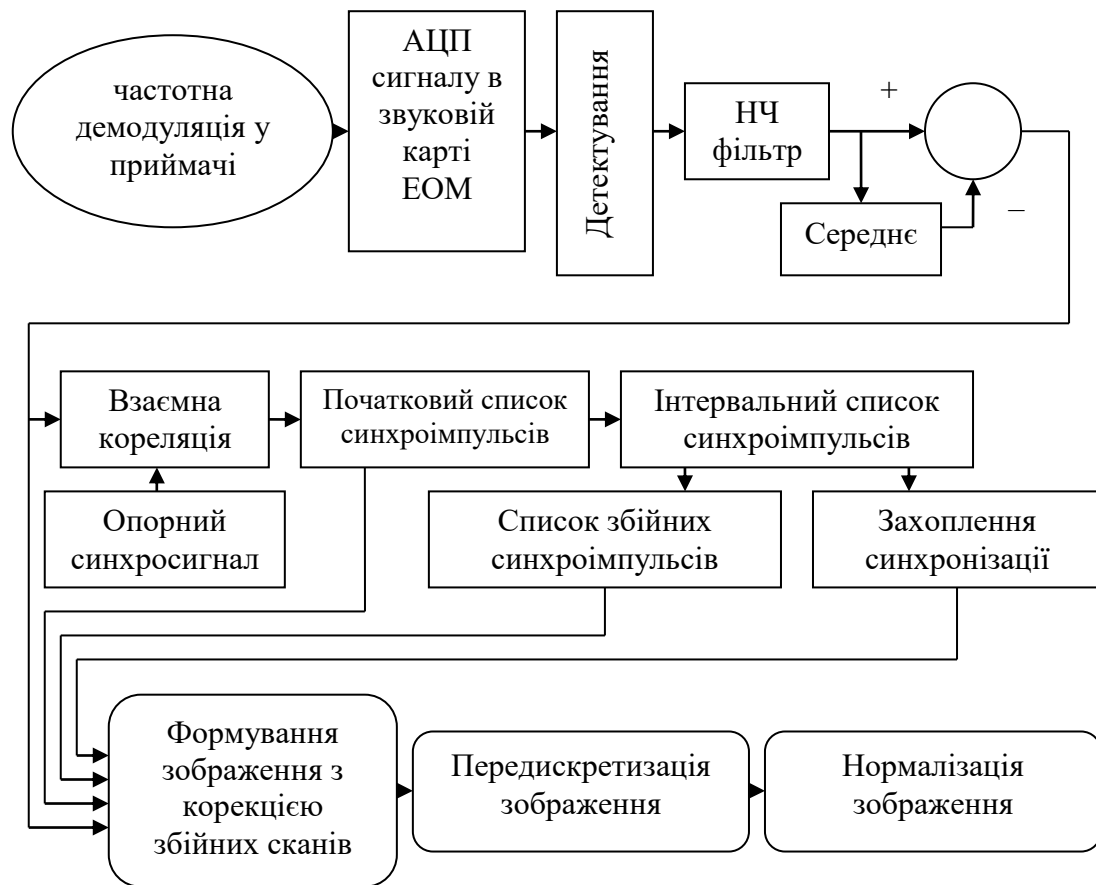 частотна
демодуляція у
приймачі
АЦП
сигналу в
звуковій
карті
ЕОМ
Детектування
НЧ
фільтр
+
Середнє
–
Взаємна
кореляція
Початковий список
синхроімпульсів
Інтервальний список
синхроімпульсів
Опорний
синхросигнал
Список збійних
синхроімпульсів
Захоплення
синхронізації
Формування
зображення з
корекцією
збійних сканів
Передискретизація
зображення
Нормалізація
зображення